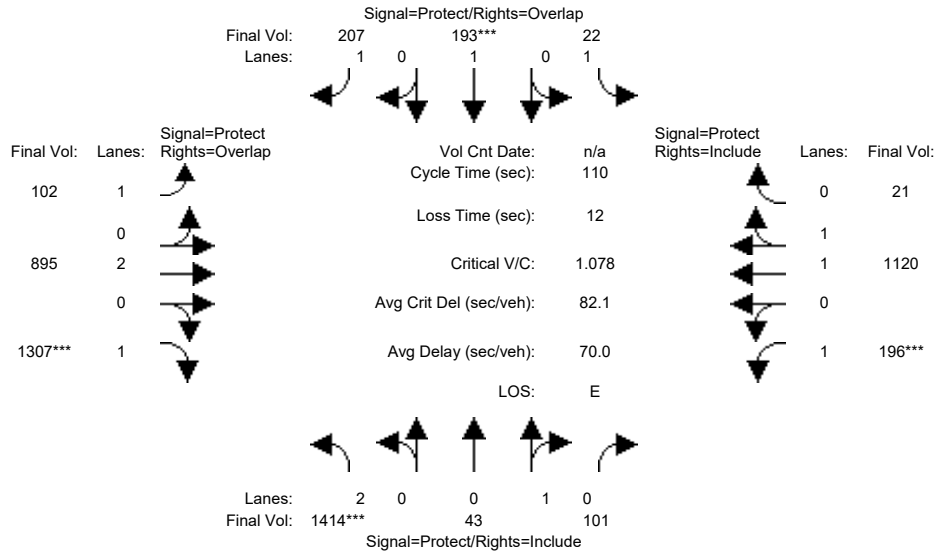 Signal=Protect/Rights=Overlap
Final Vol: 207 193*** 22
Lanes: 1 0 1 0 1
Signal=Protect Signal=Protect
Final Vol: Lanes: Rights=Overlap Vol Cnt Date: n/a Rights=Include Lanes: Final Vol:
Cycle Time (sec): 110
102 1 0 21
Loss Time (sec): 12
0 1
895 2 Critical V/C: 1.078 1 1120
0 Avg Crit Del (sec/veh): 82.1 0
1307*** 1 Avg Delay (sec/veh): 70.0 1 196***
LOS: E
Lanes: 2 0 0 1 0
Final Vol: 1414*** 43 101
Signal=Protect/Rights=Include